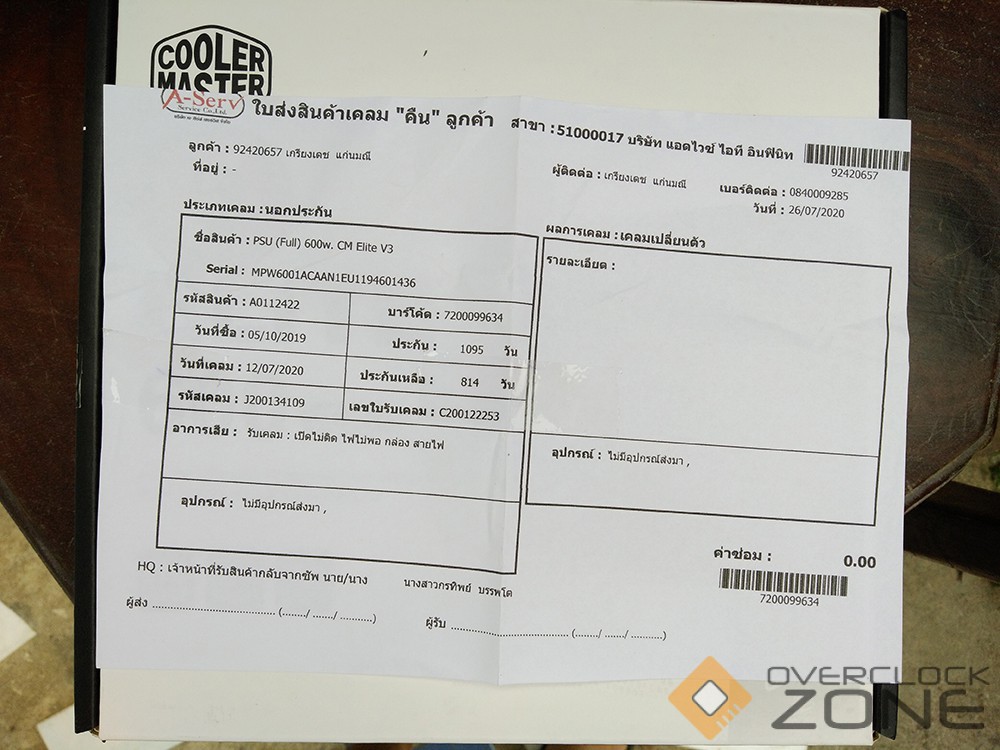 COOLER
MASTER
A-Serv
Service Co.,Ltd.
ใบส่งสินค้าเคลม "คืน" ลูกค้า สาขา :51000017 บริษัท แอดไวซ์ ไอที อินฟินิท
92420657
ลูกค้า : 92420657 เกรียงเดช แก่นมณี
ที่อยู่ : -
ผู้ติดต่อ : เกรียงเดช แก่นมณี เบอร์ติดต่อ : 0840009285
วันที่ : 26/07/2020
ประเภทเคลม :นอกประกัน
ชื่อสินค้า : PSU (Full) 600w. CM Elite V3
Serial : MPW6001ACAAN1EU1194601436
รหัสสินค้า : A0112422 บาร์โค้ด : 7200099634
วันที่ซื้อ : 05/10/2019 ประกัน : 1095 วัน
วันที่เคลม : 12/07/2020 ประกันเหลือ : 814 วัน
รหัสเคลม : J200134109 เลขใบรับเคลม : C200122253
อาการเสีย : รับเคลม : เปิดไม่ติด ไฟไม่พอ กล่อง สายไฟ
อุปกรณ์ : ไม่มีอุปกรณ์ส่งมา ,
ผลการเคลม :เคลมเปลี่ยนตัว
รายละเอียด :
อุปกรณ์ : ไม่มีอุปกรณ์ส่งมา ,
ค่าซ่อม : 0.00
7200099634
HQ : เจ้าหน้าที่รับสินค้ากลับจากซัพ นาย/นาง นางสาวกรทิพย์ บรรพโต
ผู้ส่ง ........................................ (......../ ......./ ...........)
ผู้รับ ........................................ (......../ ......./ ...........)
OVERCLOCK
ZONE